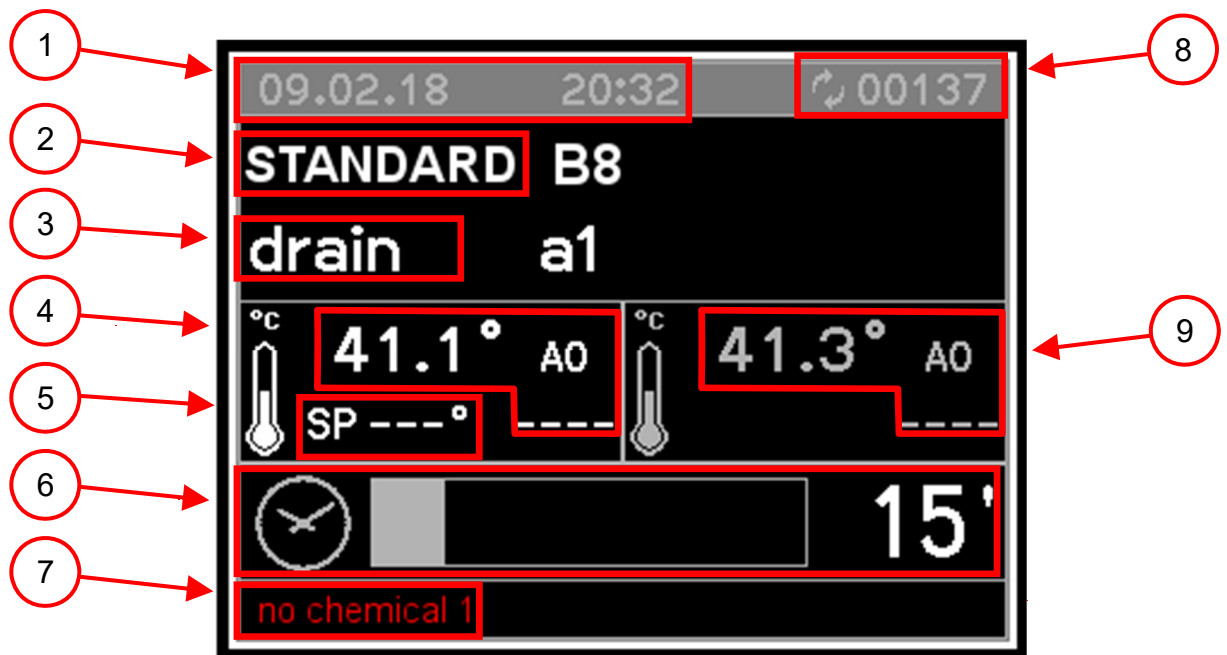 1
8
09.02.18 20:32 00137
2
STANDARD B8
3
drain a1
4
9
°C 41.1° A0 °C 41.3° A0
5
SP ---° ---- ----
6
15'
7
no chemical 1